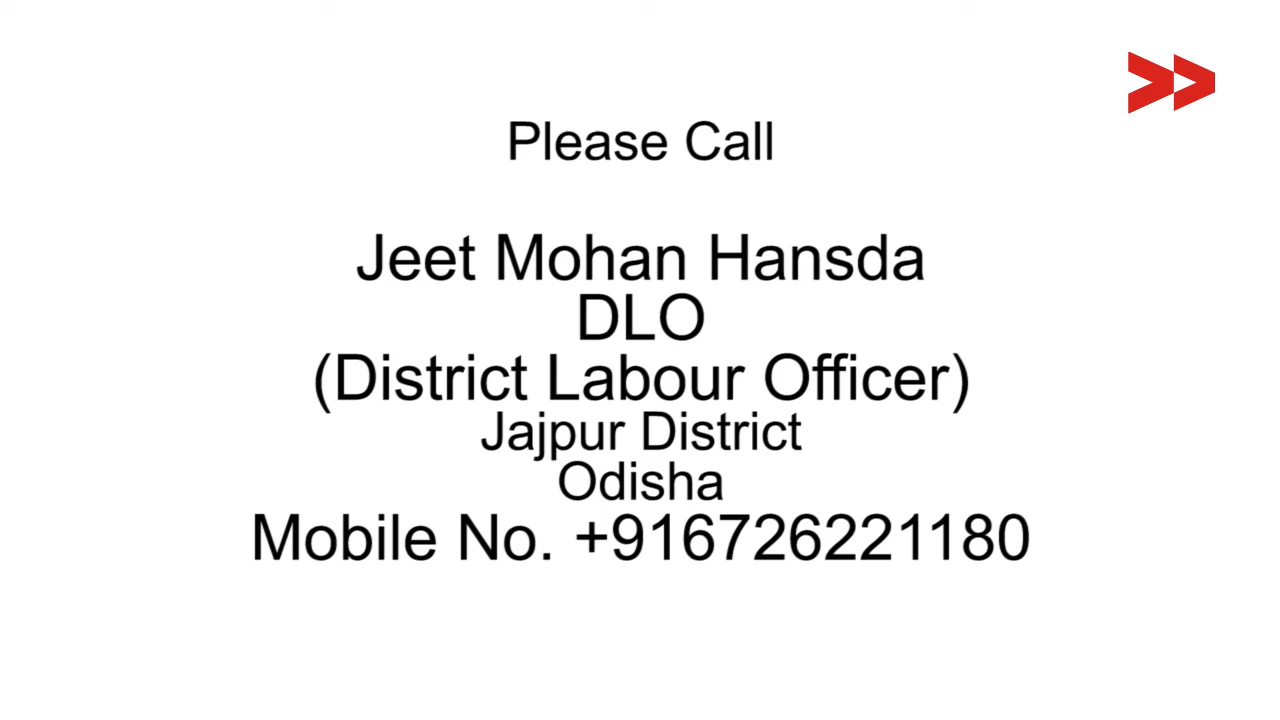 Please Call
Jeet Mohan Hansda
DLO
(District Labour Officer)
Jajpur District
Odisha
Mobile No. +916726221180